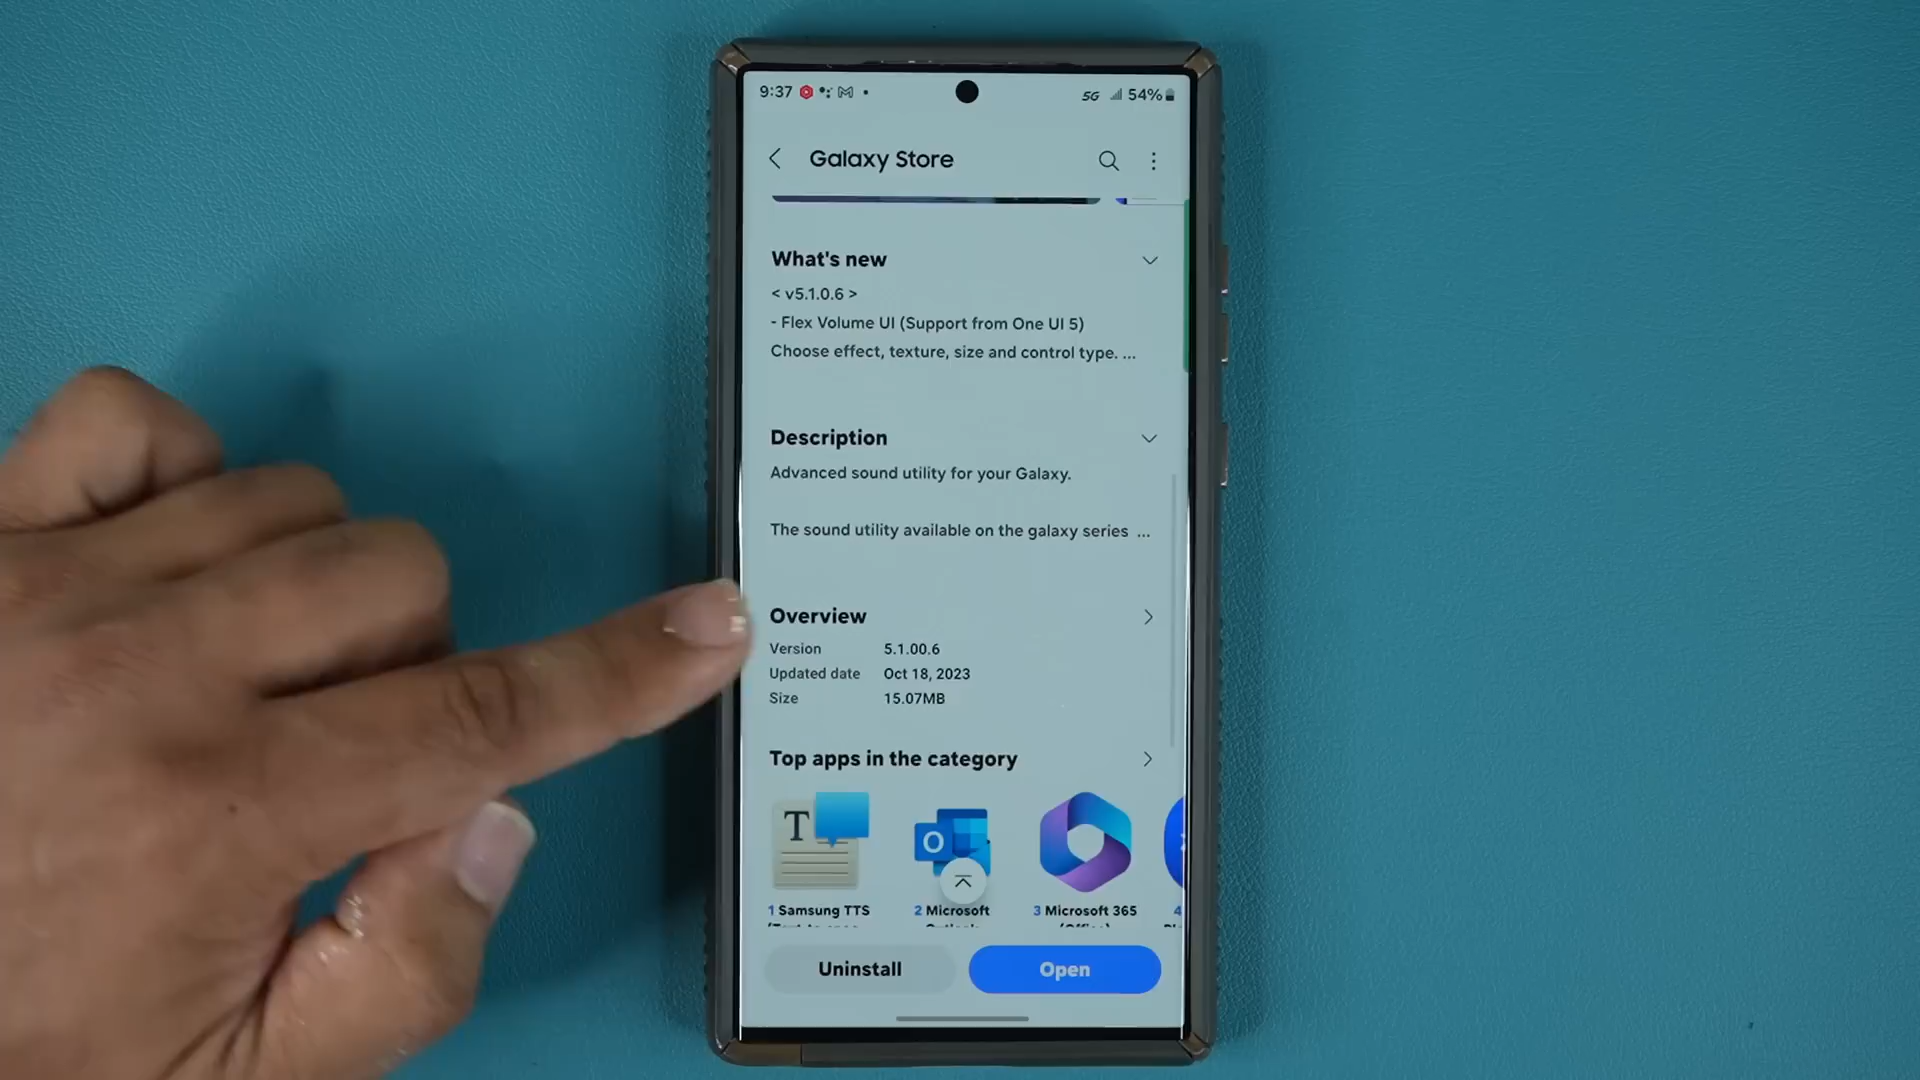 9:37
5G 54%
Galaxy Store
What's new
< v5.1.0.6 >
- Flex Volume UI (Support from One UI 5)
Choose effect, texture, size and control type. ...
Description
Advanced sound utility for your Galaxy.
The sound utility available on the galaxy series ...
Overview
Version 5.1.00.6
Updated date Oct 18, 2023
Size 15.07MB
Top apps in the category
T
O
1 Samsung TTS
2 Microsoft
3 Microsoft 365
4
Uninstall
Open